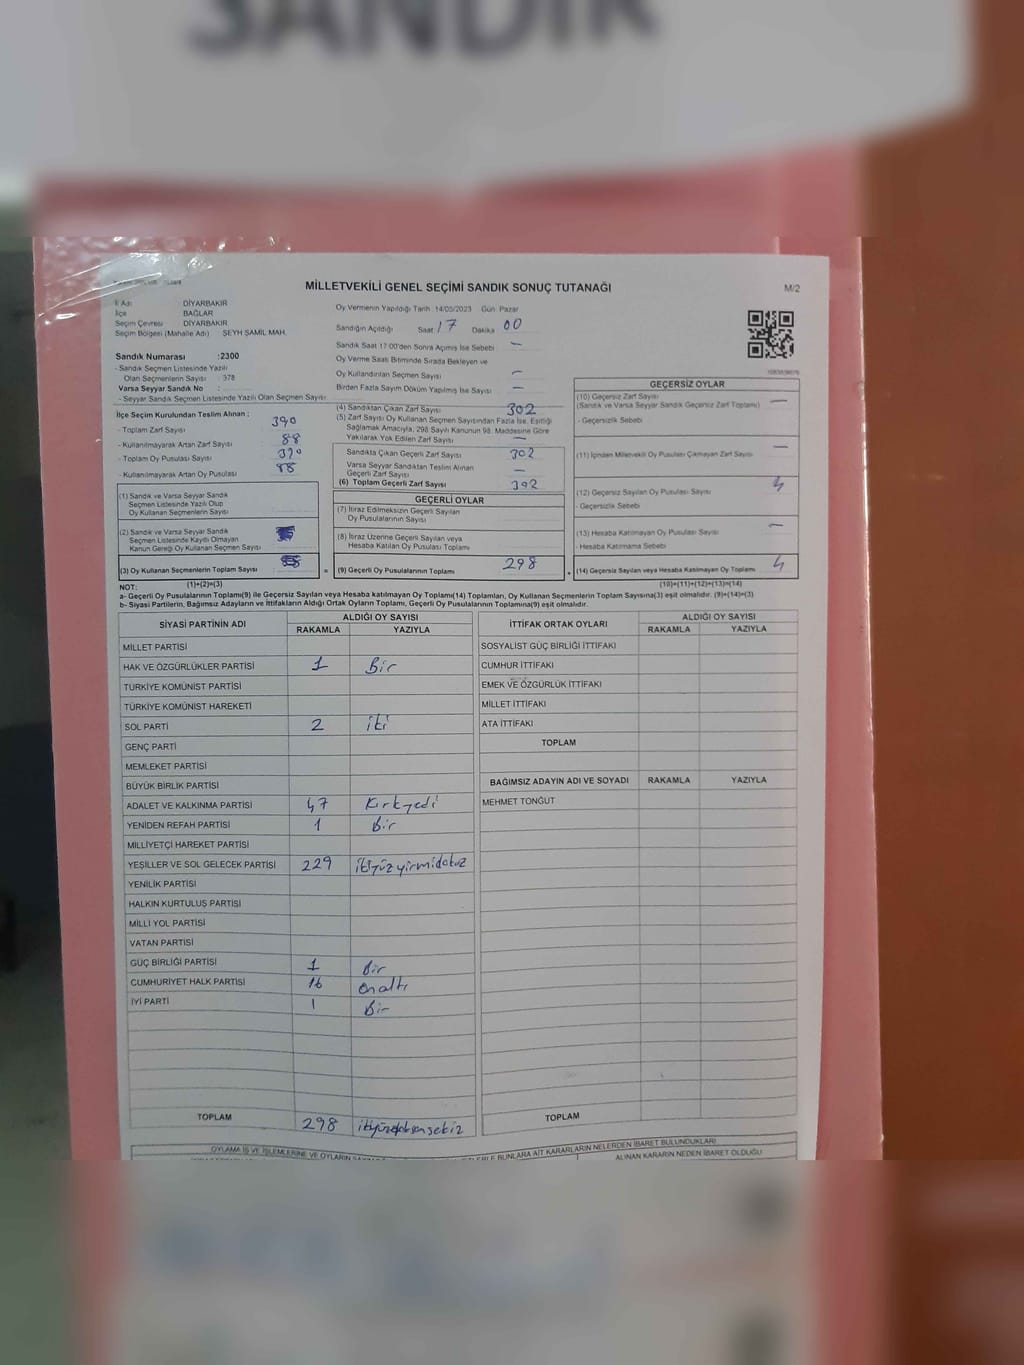 SANDIK
MİLLETVEKİLİ GENEL SEÇİMİ SANDIK SONUÇ TUTANAĞI
M/2
İl Adı : DİYARBAKIR
İlçe : BAĞLAR
Seçim Çevresi : DİYARBAKIR
Seçim Bölgesi (Mahalle Adı) : ŞEYH ŞAMİL MAH.
Sandık Numarası :2300
- Sandık Seçmen Listesinde Yazılı
Olan Seçmenlerin Sayısı : 378
Varsa Seyyar Sandık No :
- Seyyar Sandık Seçmen Listesinde Yazılı Olan Seçmen Sayısı
Oy Vermenin Yapıldığı Tarih :14/05/2023 Gün: Pazar
Sandığın Açıldığı Saat 17 Dakika 00
Sandık Saat 17:00'den Sonra Açılmış İse Sebebi —
Oy Verme Saati Bitiminde Sırada Bekleyen ve
Oy Kullandırılan Seçmen Sayısı —
Birden Fazla Sayım Döküm Yapılmış İse Sayısı —
İlçe Seçim Kurulundan Teslim Alınan :
- Toplam Zarf Sayısı 390
- Kullanılmayarak Artan Zarf Sayısı 88
- Toplam Oy Pusulası Sayısı 390
- Kullanılmayarak Artan Oy Pusulası 88
(1) Sandık ve Varsa Seyyar Sandık
Seçmen Listesinde Yazılı Olup
Oy Kullanan Seçmenlerin Sayısı
(2) Sandık ve Varsa Seyyar Sandık
Seçmen Listesinde Kayıtlı Olmayan
Kanun Gereği Oy Kullanan Seçmen Sayısı
(3) Oy Kullanan Seçmenlerin Toplam Sayısı
(4) Sandıktan Çıkan Zarf Sayısı 302
(5) Zarf Sayısı Oy Kullanan Seçmen Sayısından Fazla İse, Eşitliği
Sağlamak Amacıyla, 298 Sayılı Kanunun 98. Maddesine Göre
Yakılarak Yok Edilen Zarf Sayısı —
Sandıkta Çıkan Geçerli Zarf Sayısı 302
Varsa Seyyar Sandıktan Teslim Alınan
Geçerli Zarf Sayısı —
(6) Toplam Geçerli Zarf Sayısı 302
GEÇERLİ OYLAR
(7) İtiraz Edilmeksizin Geçerli Sayılan
Oy Pusulalarının Sayısı
(8) İtiraz Üzerine Geçerli Sayılan veya
Hesaba Katılan Oy Pusulası Toplamı
= (9) Geçerli Oy Pusulalarının Toplamı 298
GEÇERSİZ OYLAR
(10) Geçersiz Zarf Sayısı —
(Sandık ve Varsa Seyyar Sandık Geçersiz Zarf Toplamı)
- Geçersizlik Sebebi
(11) İçinden Milletvekili Oy Pusulası Çıkmayan Zarf Sayısı —
(12) Geçersiz Sayılan Oy Pusulası Sayısı 4
- Geçersizlik Sebebi
(13) Hesaba Katılmayan Oy Pusulası Sayısı —
- Hesaba Katılmama Sebebi
+ (14) Geçersiz Sayılan veya Hesaba Katılmayan Oy Toplamı 4
NOT: (1)+(2)=(3) (10)+(11)+(12)+(13)=(14)
a- Geçerli Oy Pusulalarının Toplamı(9) ile Geçersiz Sayılan veya Hesaba katılmayan Oy Toplamı(14) Toplamları, Oy Kullanan Seçmenlerin Toplam Sayısına(3) eşit olmalıdır. (9)+(14)=(3)
b- Siyasi Partilerin, Bağımsız Adayların ve İttifakların Aldığı Ortak Oyların Toplamı, Geçerli Oy Pusulalarının Toplamına(9) eşit olmalıdır.
SİYASİ PARTİNİN ADI ALDIĞI OY SAYISI
RAKAMLA YAZIYLA
MİLLET PARTİSİ
HAK VE ÖZGÜRLÜKLER PARTİSİ 1 Bir
TÜRKİYE KOMÜNİST PARTİSİ
TÜRKİYE KOMÜNİST HAREKETİ
SOL PARTİ 2 iki
GENÇ PARTİ
MEMLEKET PARTİSİ
BÜYÜK BİRLİK PARTİSİ
ADALET VE KALKINMA PARTİSİ 47 Kırkyedi
YENİDEN REFAH PARTİSİ 1 Bir
MİLLİYETÇİ HAREKET PARTİSİ
YEŞİLLER VE SOL GELECEK PARTİSİ 229 ikiyüzyirmidokuz
YENİLİK PARTİSİ
HALKIN KURTULUŞ PARTİSİ
MİLLİ YOL PARTİSİ
VATAN PARTİSİ
GÜÇ BİRLİĞİ PARTİSİ 1 Bir
CUMHURİYET HALK PARTİSİ 16 onaltı
İYİ PARTİ 1 Bir
TOPLAM 298 ikiyüzdoksansekiz
İTTİFAK ORTAK OYLARI ALDIĞI OY SAYISI
RAKAMLA YAZIYLA
SOSYALİST GÜÇ BİRLİĞİ İTTİFAKI
CUMHUR İTTİFAKI
EMEK VE ÖZGÜRLÜK İTTİFAKI
MİLLET İTTİFAKI
ATA İTTİFAKI
TOPLAM
BAĞIMSIZ ADAYIN ADI VE SOYADI RAKAMLA YAZIYLA
MEHMET TONĞUT
TOPLAM
OYLAMA İŞ VE İŞLEMLERİNE VE OYLARIN BUNLARA AİT KARARLARIN NELERDEN İBARET BULUNDUKLARI
ALINAN KARARIN NEDEN İBARET OLDUĞU